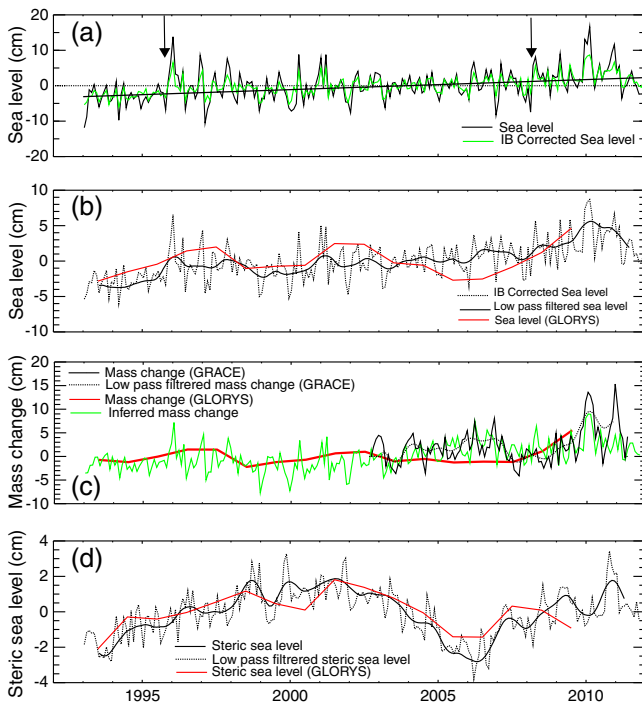 (a)
20
10
0
-10
-20
Sea level (cm)
Sea level
IB Corrected Sea level
(b)
10
5
0
-5
-10
Sea level (cm)
IB Corrected Sea level
Low pass filtered sea level
Sea level (GLORYS)
(c)
20
15
10
5
0
-5
-10
Mass change (cm)
Mass change (GRACE)
Low pass filtrered mass change (GRACE)
Mass change (GLORYS)
Inferred mass change
(d)
4
2
0
-2
-4
Steric sea level (cm)
Steric sea level
Low pass filtrered steric sea level
Steric sea level (GLORYS)
1995 2000 2005 2010